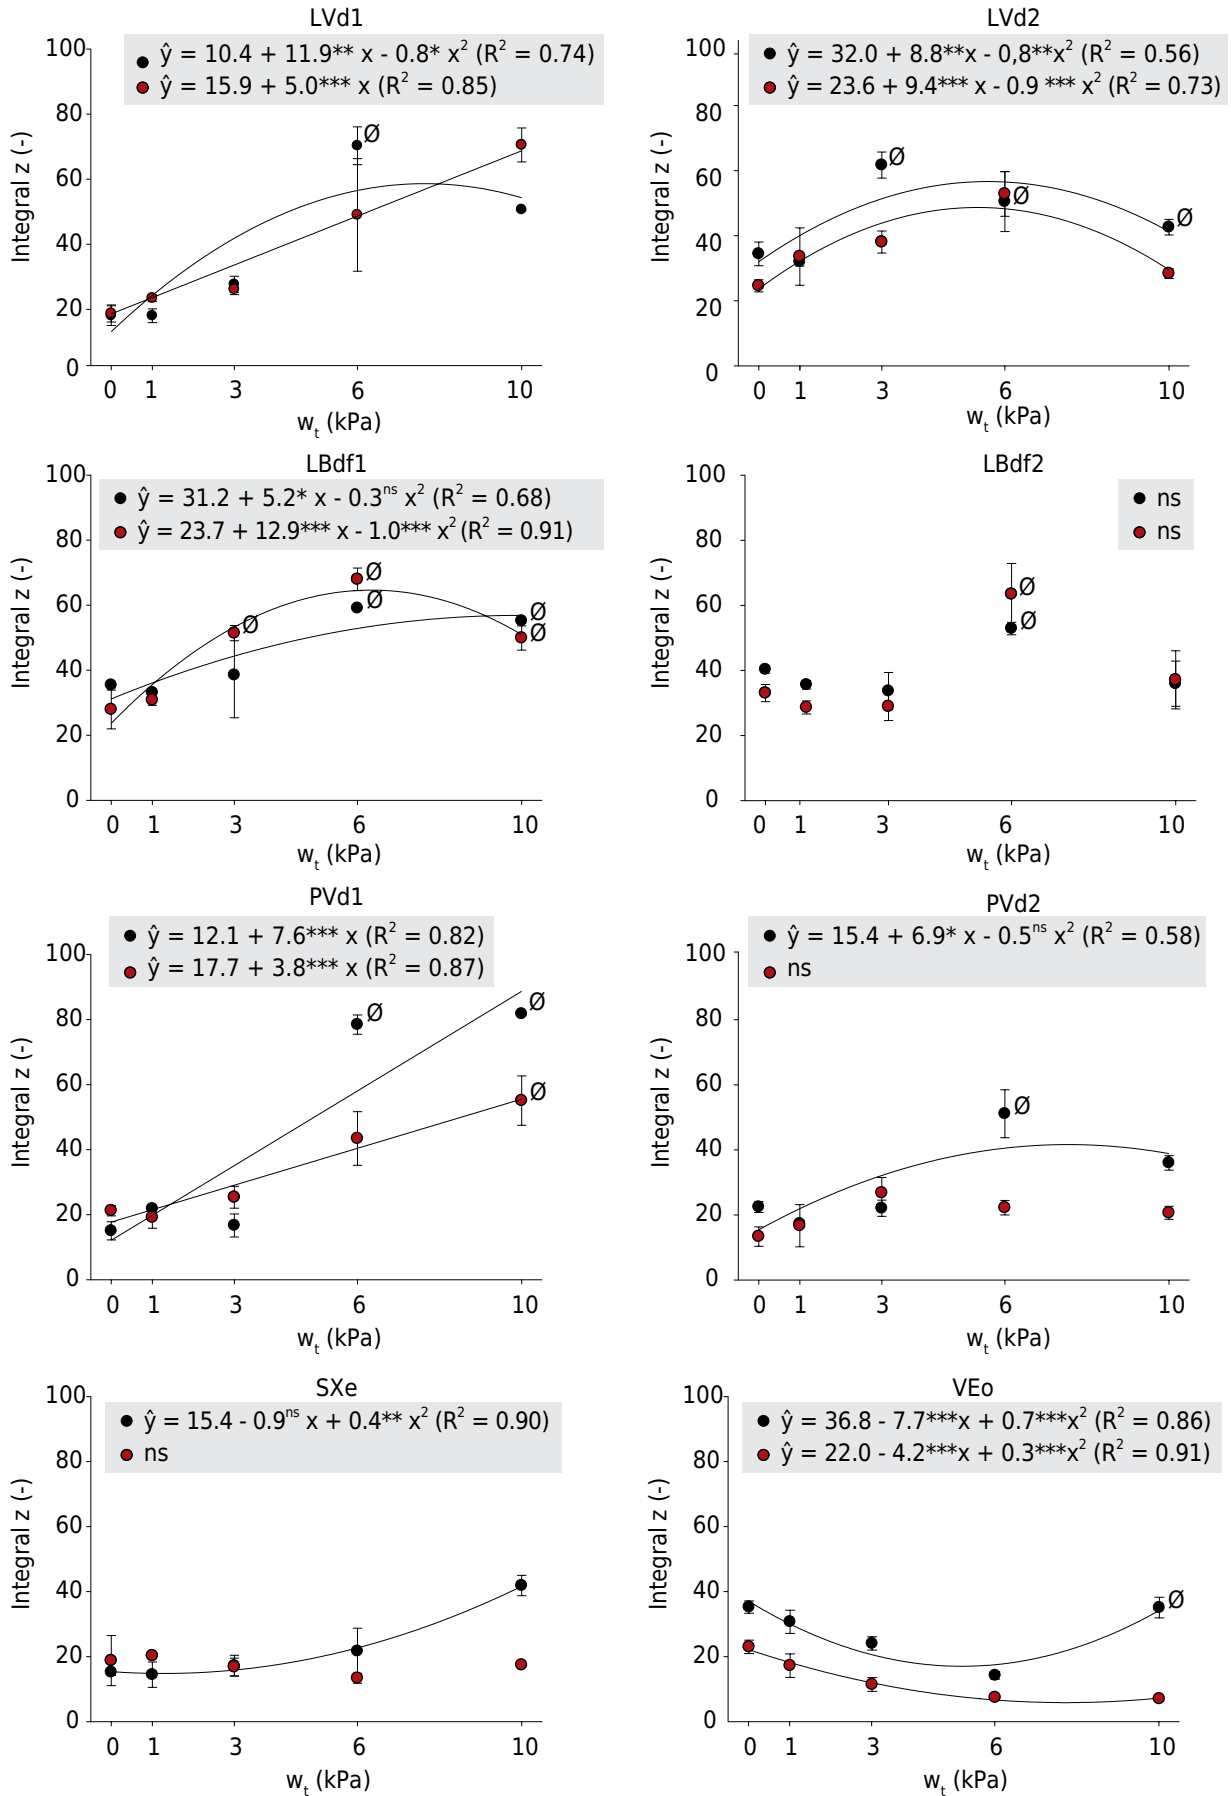 LVd1
ŷ = 10.4 + 11.9** x - 0.8* x² (R² = 0.74)
ŷ = 15.9 + 5.0*** x (R² = 0.85)
Integral z (-)
100
80
60
40
20
0
Ø
0 1 3 6 10
wₜ (kPa)
LVd2
ŷ = 32.0 + 8.8**x - 0,8**x² (R² = 0.56)
ŷ = 23.6 + 9.4*** x - 0.9 *** x² (R² = 0.73)
Integral z (-)
100
80
60
40
20
0
Ø
Ø
Ø
0 1 3 6 10
wₜ (kPa)
LBdf1
ŷ = 31.2 + 5.2* x - 0.3ⁿˢ x² (R² = 0.68)
ŷ = 23.7 + 12.9*** x - 1.0*** x² (R² = 0.91)
Integral z (-)
100
80
60
40
20
0
Ø
Ø
Ø
Ø
Ø
0 1 3 6 10
wₜ (kPa)
LBdf2
ns
ns
Integral z (-)
100
80
60
40
20
0
Ø
Ø
0 1 3 6 10
wₜ (kPa)
PVd1
ŷ = 12.1 + 7.6*** x (R² = 0.82)
ŷ = 17.7 + 3.8*** x (R² = 0.87)
Integral z (-)
100
80
60
40
20
0
Ø
Ø
Ø
0 1 3 6 10
wₜ (kPa)
PVd2
ŷ = 15.4 + 6.9* x - 0.5ⁿˢ x² (R² = 0.58)
ns
Integral z (-)
100
80
60
40
20
0
Ø
0 1 3 6 10
wₜ (kPa)
SXe
ŷ = 15.4 - 0.9ⁿˢ x + 0.4** x² (R² = 0.90)
ns
Integral z (-)
100
80
60
40
20
0
0 1 3 6 10
wₜ (kPa)
VEo
ŷ = 36.8 - 7.7***x + 0.7***x² (R² = 0.86)
ŷ = 22.0 - 4.2***x + 0.3***x² (R² = 0.91)
Integral z (-)
100
80
60
40
20
0
Ø
0 1 3 6 10
wₜ (kPa)